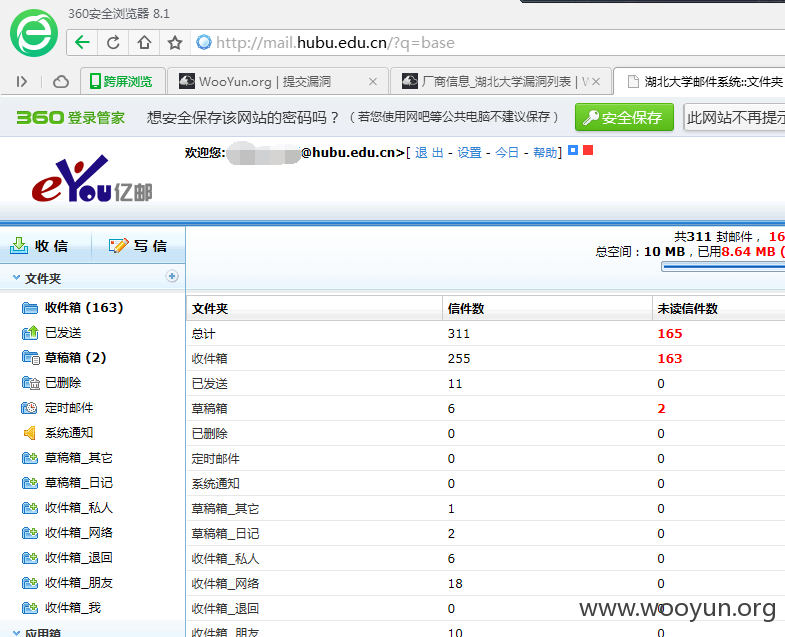 360安全浏览器 8.1
http://mail.hubu.edu.cn/?q=base
跨屏浏览
WooYun.org | 提交漏洞
厂商信息_湖北大学漏洞列表 | W
湖北大学邮件系统::文件夹
360登录管家 想安全保存该网站的密码吗？（若您使用网吧等公共电脑不建议保存） 安全保存 此网站不再提示
欢迎您: @hubu.edu.cn>[ 退 出 - 设置 - 今日 - 帮助]
eYou亿邮
收 信 写 信
共311 封邮件， 16
总空间：10 MB，已用8.64 MB (
文件夹
收件箱 (163)
已发送
草稿箱 (2)
已删除
定时邮件
系统通知
草稿箱_其它
草稿箱_日记
收件箱_私人
收件箱_网络
收件箱_退回
收件箱_朋友
收件箱_我
应用箱
文件夹 信件数 未读信件数
总计 311 165
收件箱 255 163
已发送 11 0
草稿箱 6 2
已删除 0 0
定时邮件 0 0
系统通知 0 0
草稿箱_其它 1 0
草稿箱_日记 2 0
收件箱_私人 6 0
收件箱_网络 18 0
收件箱_退回 0 0
收件箱_朋友 10 0
www.wooyun.org